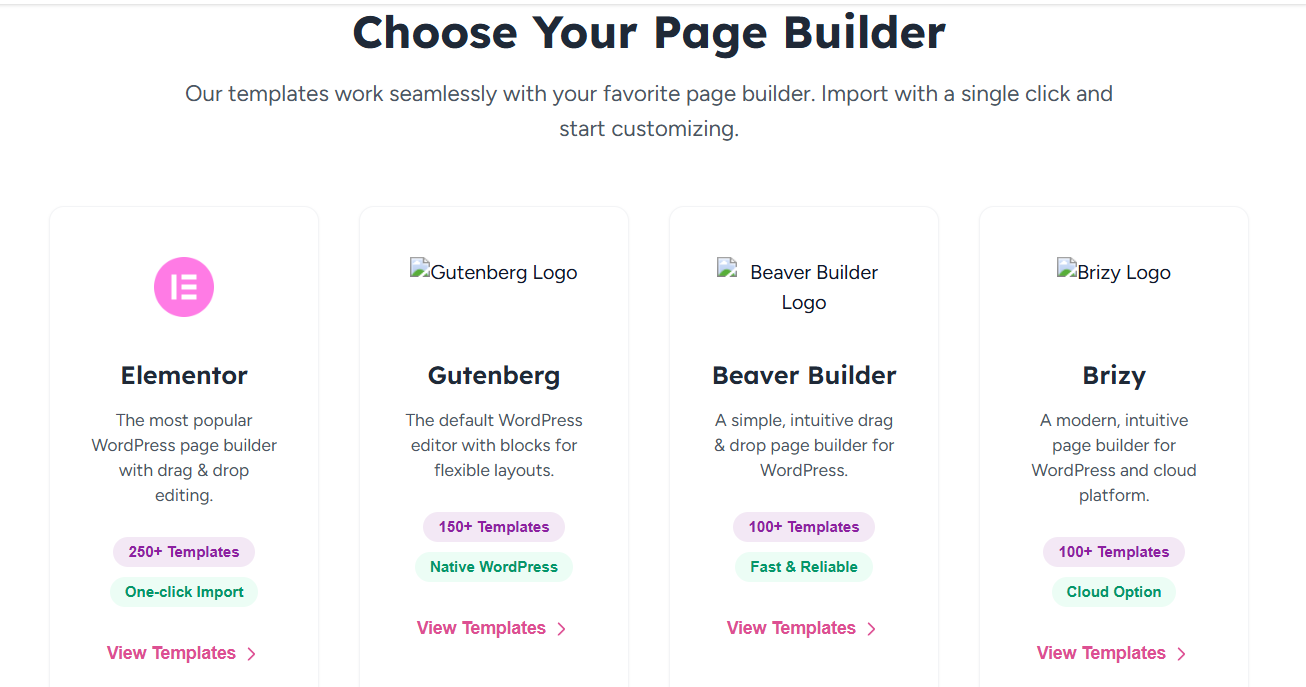 Choose Your Page Builder
Our templates work seamlessly with your favorite page builder. Import with a single click and
start customizing.
Elementor
The most popular
WordPress page builder
with drag & drop
editing.
250+ Templates
One-click Import
View Templates
Gutenberg Logo
Gutenberg
The default WordPress
editor with blocks for
flexible layouts.
150+ Templates
Native WordPress
View Templates
Beaver Builder
Logo
Beaver Builder
A simple, intuitive drag
& drop page builder for
WordPress.
100+ Templates
Fast & Reliable
View Templates
Brizy Logo
Brizy
A modern, intuitive
page builder for
WordPress and cloud
platform.
100+ Templates
Cloud Option
View Templates